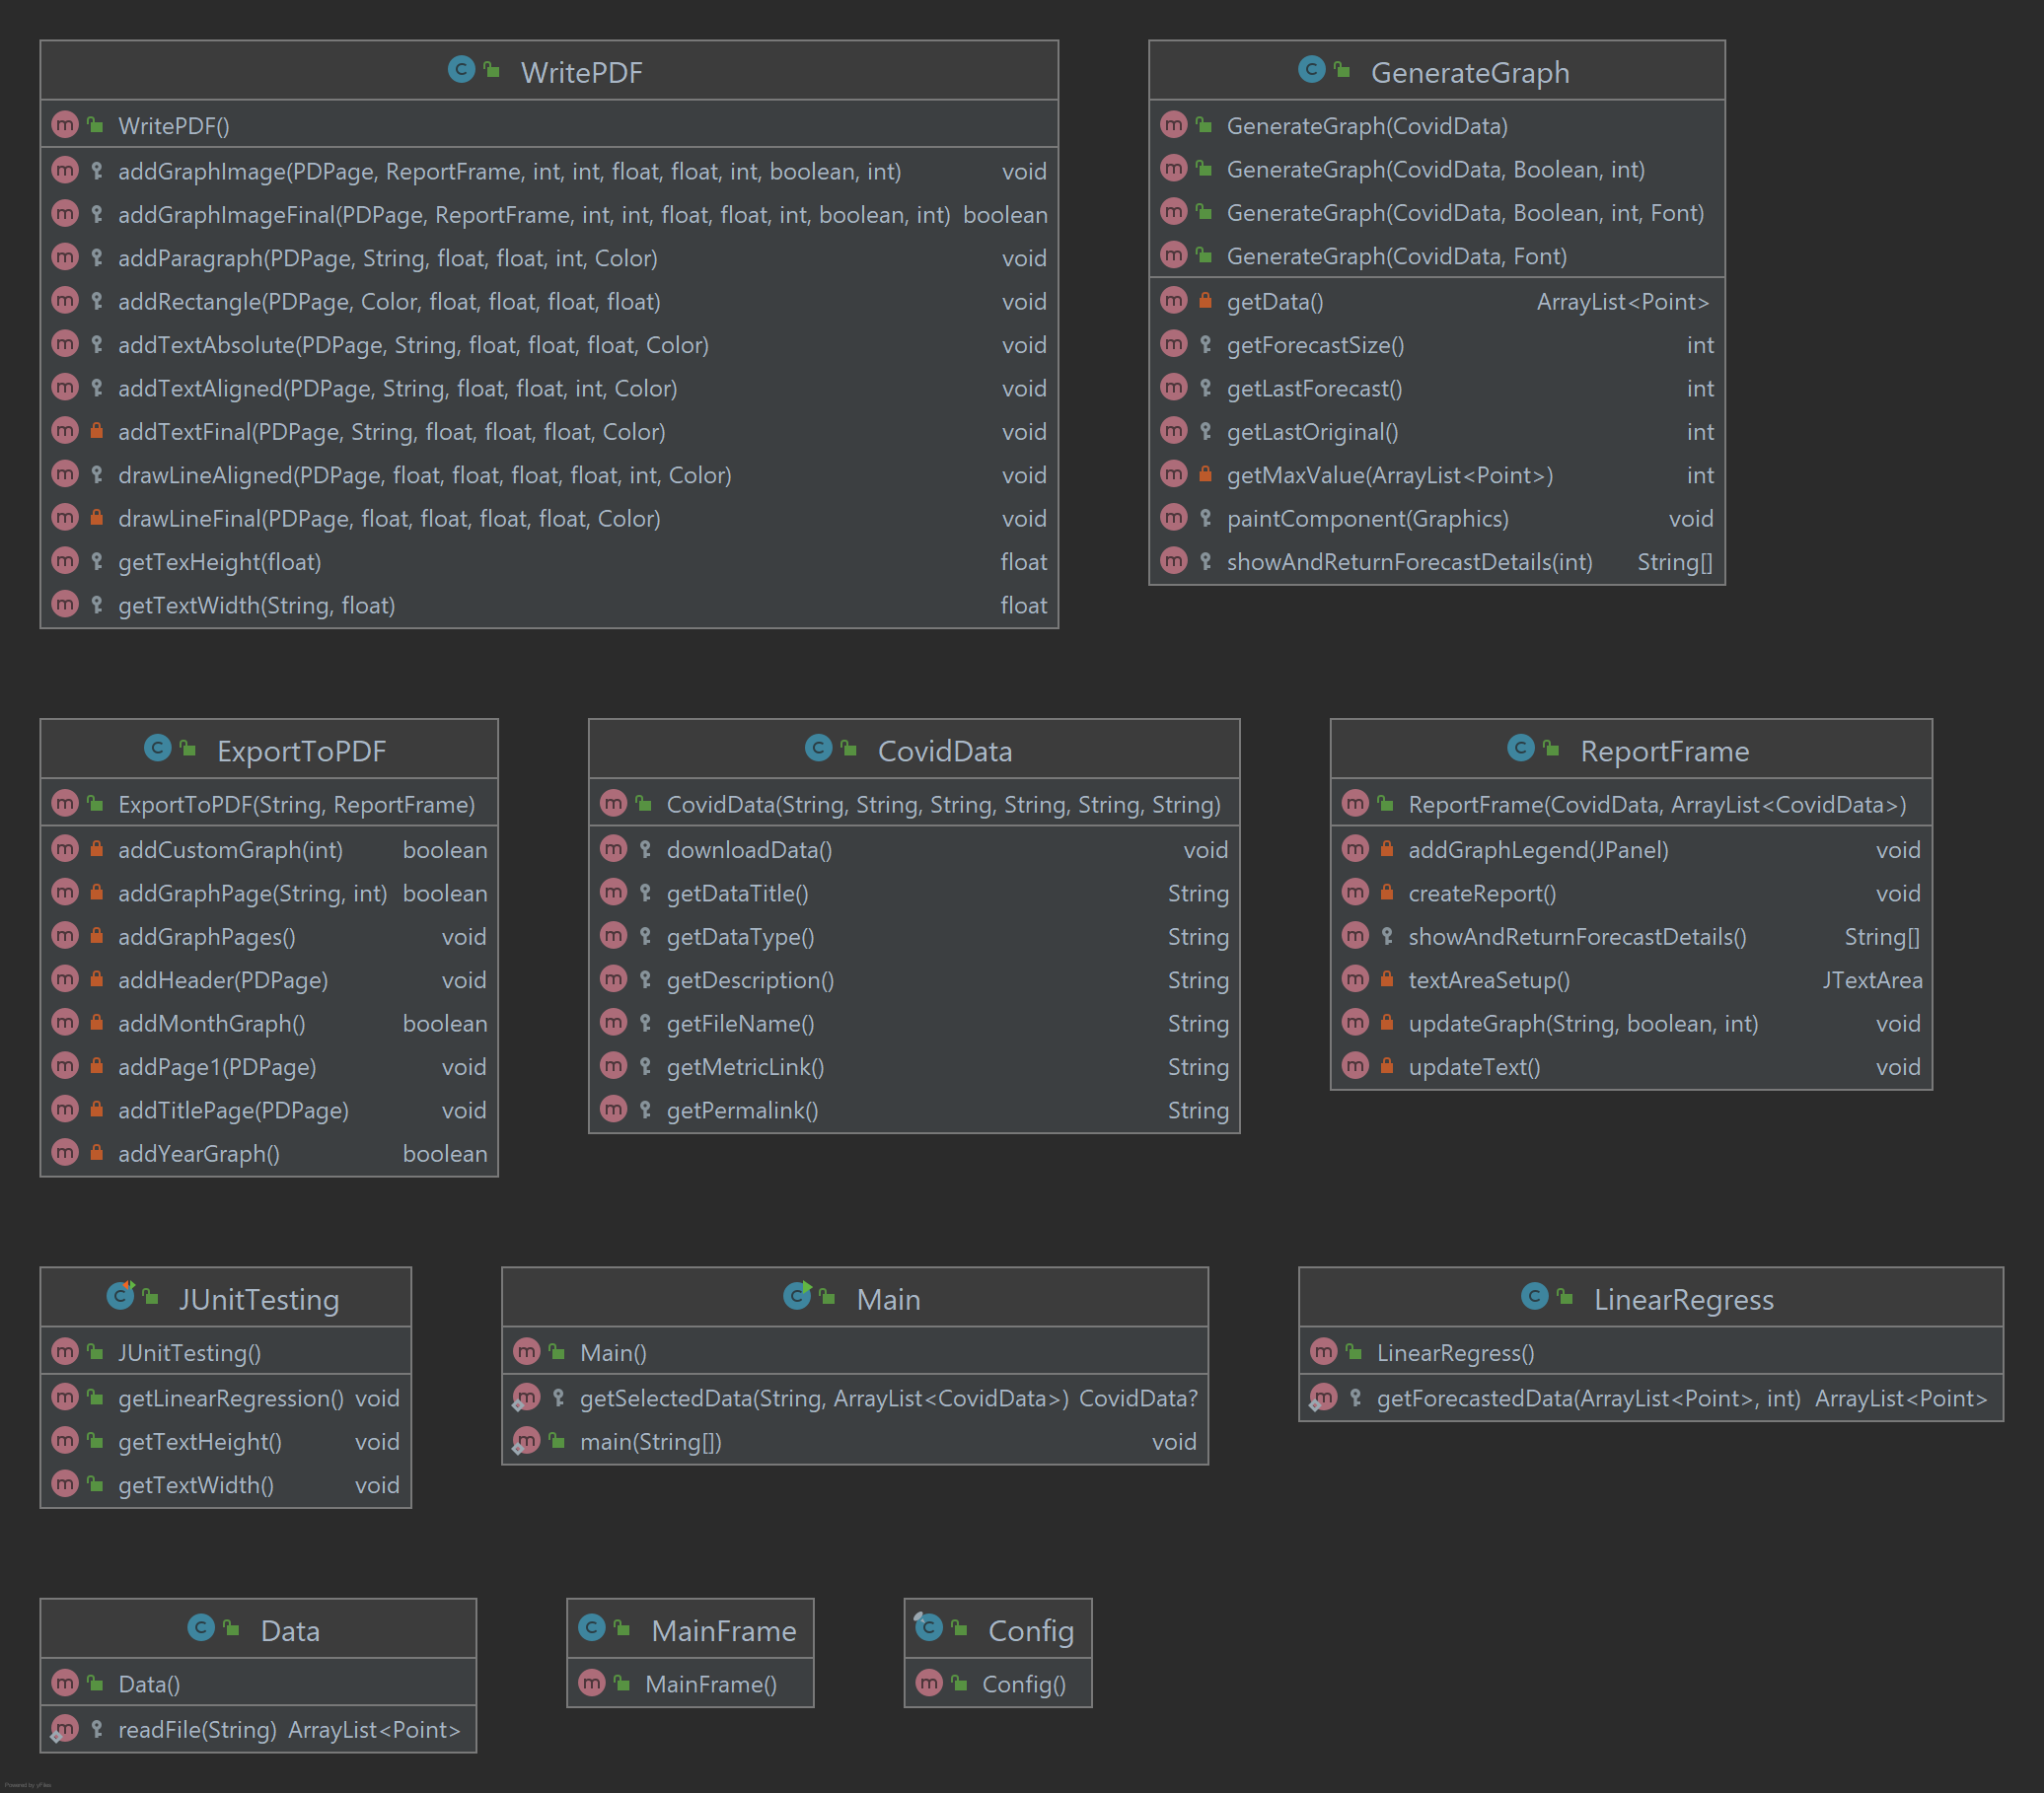 WritePDF
WritePDF()
addGraphImage(PDPage, ReportFrame, int, int, float, float, int, boolean, int) void
addGraphImageFinal(PDPage, ReportFrame, int, int, float, float, int, boolean, int) boolean
addParagraph(PDPage, String, float, float, int, Color) void
addRectangle(PDPage, Color, float, float, float, float) void
addTextAbsolute(PDPage, String, float, float, float, Color) void
addTextAligned(PDPage, String, float, float, int, Color) void
addTextFinal(PDPage, String, float, float, float, Color) void
drawLineAligned(PDPage, float, float, float, float, int, Color) void
drawLineFinal(PDPage, float, float, float, float, Color) void
getTexHeight(float) float
getTextWidth(String, float) float
GenerateGraph
GenerateGraph(CovidData)
GenerateGraph(CovidData, Boolean, int)
GenerateGraph(CovidData, Boolean, int, Font)
GenerateGraph(CovidData, Font)
getData() ArrayList<Point>
getForecastSize() int
getLastForecast() int
getLastOriginal() int
getMaxValue(ArrayList<Point>) int
paintComponent(Graphics) void
showAndReturnForecastDetails(int) String[]
ExportToPDF
ExportToPDF(String, ReportFrame)
addCustomGraph(int) boolean
addGraphPage(String, int) boolean
addGraphPages() void
addHeader(PDPage) void
addMonthGraph() boolean
addPage1(PDPage) void
addTitlePage(PDPage) void
addYearGraph() boolean
CovidData
CovidData(String, String, String, String, String, String)
downloadData() void
getDataTitle() String
getDataType() String
getDescription() String
getFileName() String
getMetricLink() String
getPermalink() String
ReportFrame
ReportFrame(CovidData, ArrayList<CovidData>)
addGraphLegend(JPanel) void
createReport() void
showAndReturnForecastDetails() String[]
textAreaSetup() JTextArea
updateGraph(String, boolean, int) void
updateText() void
JUnitTesting
JUnitTesting()
getLinearRegression() void
getTextHeight() void
getTextWidth() void
Main
Main()
getSelectedData(String, ArrayList<CovidData>) CovidData?
main(String[]) void
LinearRegress
LinearRegress()
getForecastedData(ArrayList<Point>, int) ArrayList<Point>
Data
Data()
readFile(String) ArrayList<Point>
MainFrame
MainFrame()
Config
Config()
Powered by yFiles